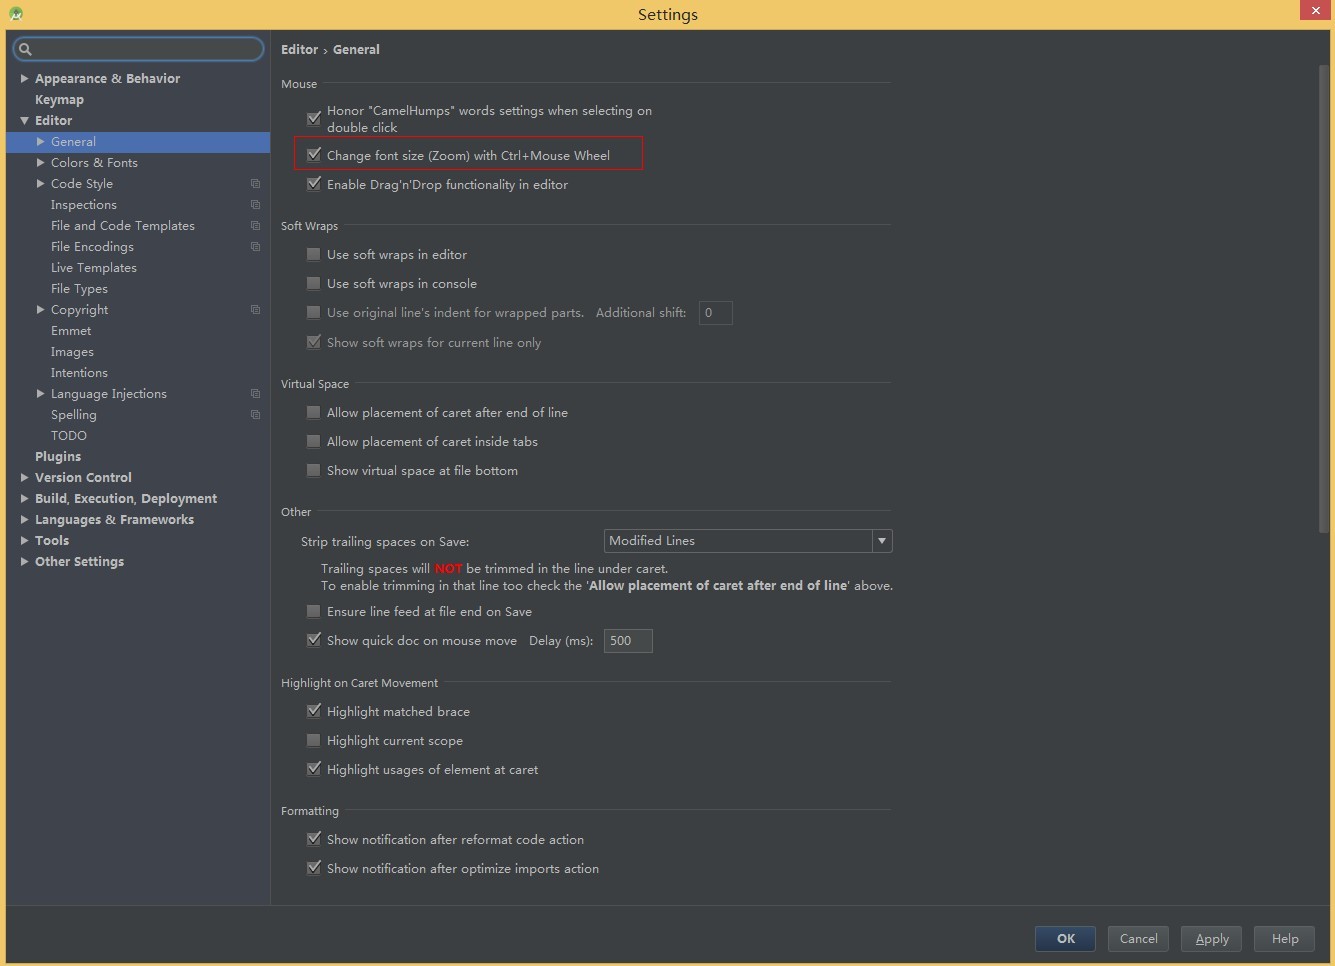 Settings
Appearance & Behavior
Keymap
Editor
General
Colors & Fonts
Code Style
Inspections
File and Code Templates
File Encodings
Live Templates
File Types
Copyright
Emmet
Images
Intentions
Language Injections
Spelling
TODO
Plugins
Version Control
Build, Execution, Deployment
Languages & Frameworks
Tools
Other Settings
Editor › General
Mouse
Honor "CamelHumps" words settings when selecting on
double click
Change font size (Zoom) with Ctrl+Mouse Wheel
Enable Drag'n'Drop functionality in editor
Soft Wraps
Use soft wraps in editor
Use soft wraps in console
Use original line's indent for wrapped parts. Additional shift: 0
Show soft wraps for current line only
Virtual Space
Allow placement of caret after end of line
Allow placement of caret inside tabs
Show virtual space at file bottom
Other
Strip trailing spaces on Save: Modified Lines
Trailing spaces will NOT be trimmed in the line under caret.
To enable trimming in that line too check the 'Allow placement of caret after end of line' above.
Ensure line feed at file end on Save
Show quick doc on mouse move Delay (ms): 500
Highlight on Caret Movement
Highlight matched brace
Highlight current scope
Highlight usages of element at caret
Formatting
Show notification after reformat code action
Show notification after optimize imports action
OK Cancel Apply Help